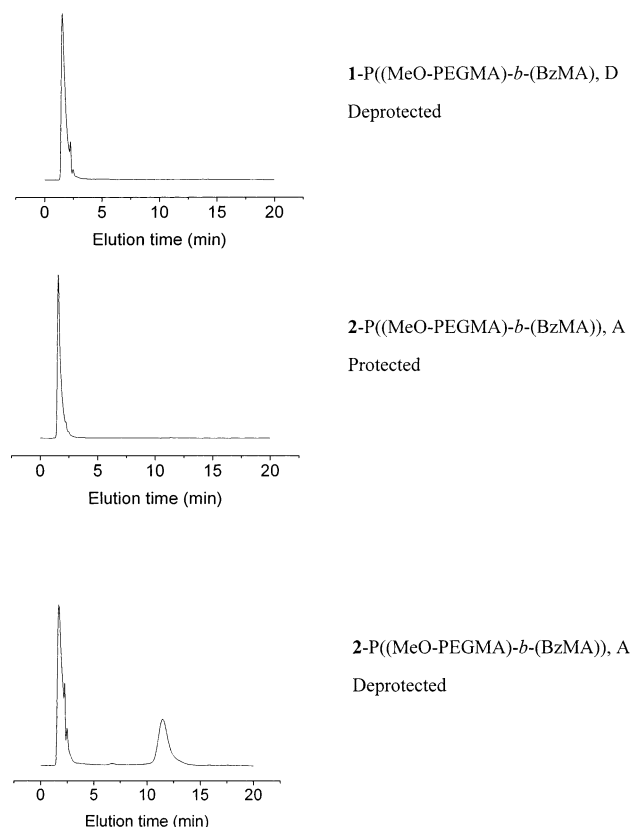 1-P((MeO-PEGMA)-b-(BzMA), D
Deprotected
0 5 10 15 20
Elution time (min)
2-P((MeO-PEGMA)-b-(BzMA)), A
Protected
0 5 10 15 20
Elution time (min)
2-P((MeO-PEGMA)-b-(BzMA)), A
Deprotected
0 5 10 15 20
Elution time (min)